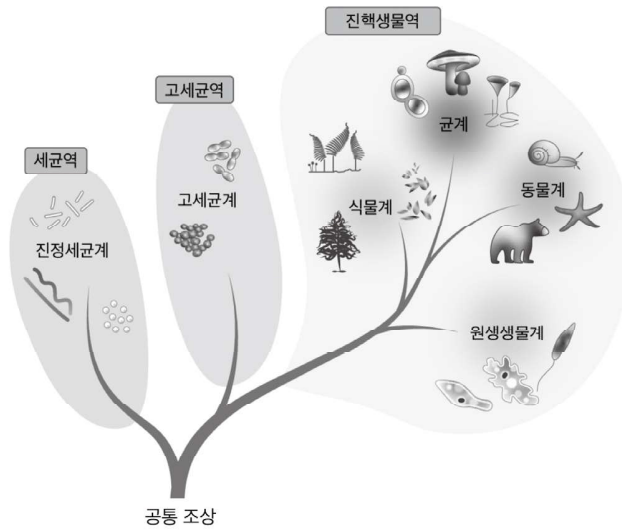 진핵생물역
고세균역
균계
세균역
고세균계
식물계
동물계
진정세균계
원생생물계
공통 조상